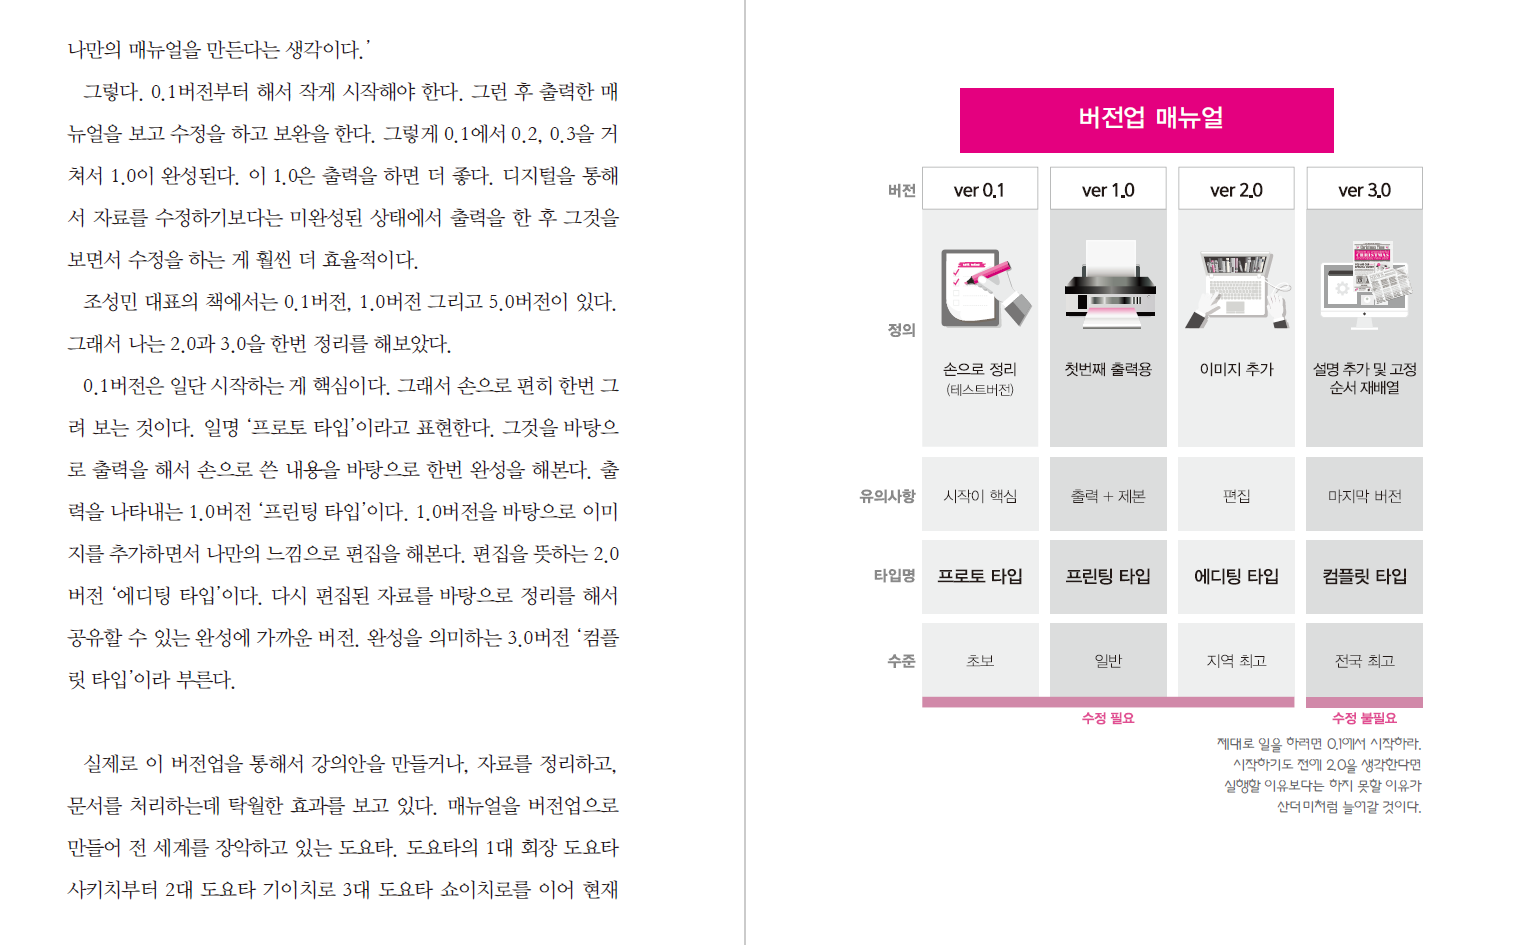 나만의 매뉴얼을 만든다는 생각이다.’
그렇다. 0.1버전부터 해서 작게 시작해야 한다. 그런 후 출력한 매
뉴얼을 보고 수정을 하고 보완을 한다. 그렇게 0.1에서 0.2, 0.3을 거
쳐서 1.0이 완성된다. 이 1.0은 출력을 하면 더 좋다. 디지털을 통해
서 자료를 수정하기보다는 미완성된 상태에서 출력을 한 후 그것을
보면서 수정을 하는 게 훨씬 더 효율적이다.
조성민 대표의 책에서는 0.1버전, 1.0버전 그리고 5.0버전이 있다.
그래서 나는 2.0과 3.0을 한번 정리를 해보았다.
0.1버전은 일단 시작하는 게 핵심이다. 그래서 손으로 편히 한번 그
려 보는 것이다. 일명 ‘프로토 타입’이라고 표현한다. 그것을 바탕으
로 출력을 해서 손으로 쓴 내용을 바탕으로 한번 완성을 해본다. 출
력을 나타내는 1.0버전 ‘프린팅 타입’이다. 1.0버전을 바탕으로 이미
지를 추가하면서 나만의 느낌으로 편집을 해본다. 편집을 뜻하는 2.0
버전 ‘에디팅 타입’이다. 다시 편집된 자료를 바탕으로 정리를 해서
공유할 수 있는 완성에 가까운 버전. 완성을 의미하는 3.0버전 ‘컴플
릿 타입’이라 부른다.
실제로 이 버전업을 통해서 강의안을 만들거나, 자료를 정리하고,
문서를 처리하는데 탁월한 효과를 보고 있다. 매뉴얼을 버전업으로
만들어 전 세계를 장악하고 있는 도요타. 도요타의 1대 회장 도요타
사키치부터 2대 도요타 기이치로 3대 도요타 쇼이치로를 이어 현재
버전업 매뉴얼
버전 ver 0.1 ver 1.0 ver 2.0 ver 3.0
정의
손으로 정리 첫번째 출력용 이미지 추가 설명 추가 및 고정
(테스트버전) 순서 재배열
유의사항 시작이 핵심 출력 + 제본 편집 마지막 버전
타입명 프로토 타입 프린팅 타입 에디팅 타입 컴플릿 타입
수준 초보 일반 지역 최고 전국 최고
수정 필요 수정 불필요
제대로 일을 하려면 0.1에서 시작하라.
시작하기도 전에 2.0을 생각한다면
실행할 이유보다는 하지 못할 이유가
산더미처럼 늘어갈 것이다.